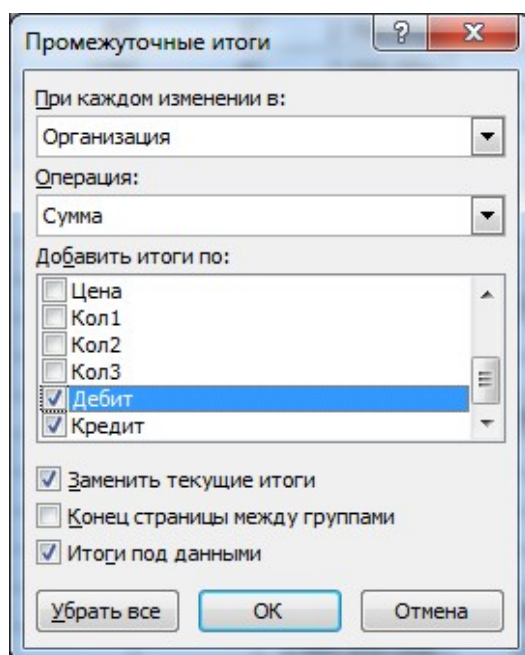 Промежуточные итоги
При каждом изменении в:
Организация
Операция:
Сумма
Добавить итоги по:
Цена
Кол1
Кол2
Кол3
Дебит
Кредит
Заменить текущие итоги
Конец страницы между группами
Итоги под данными
Убрать все ОК Отмена